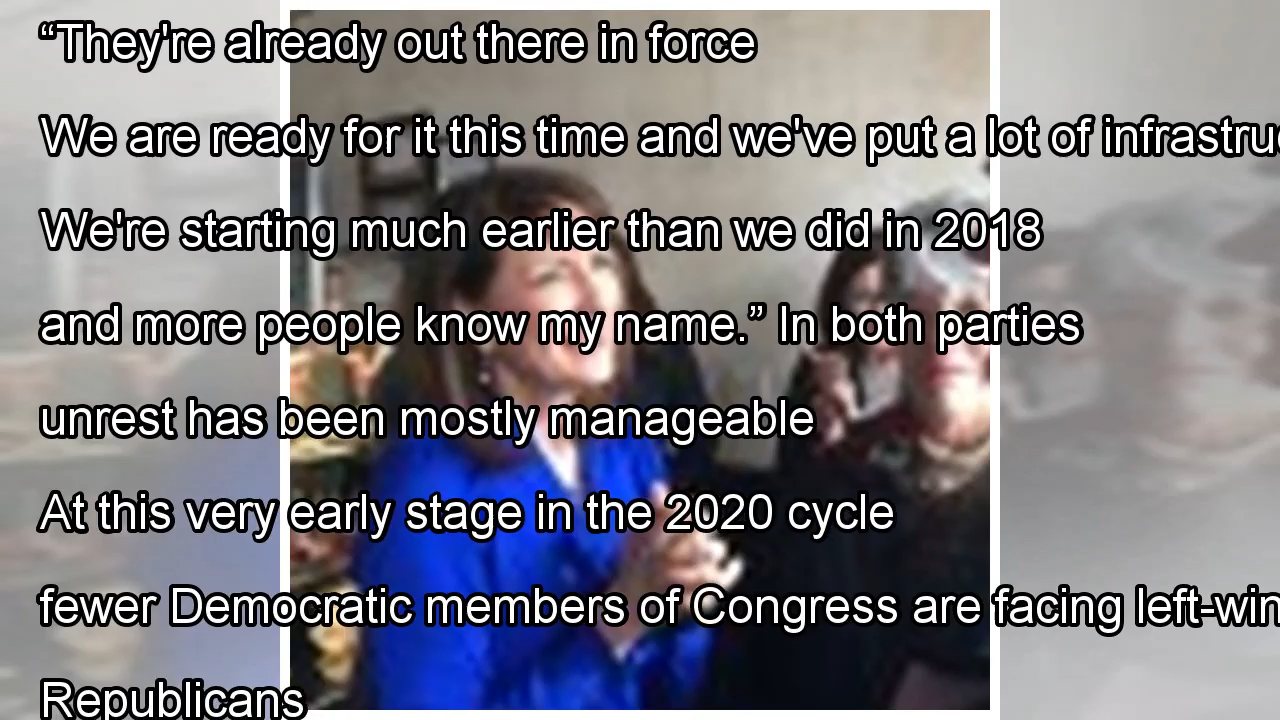 “They're already out there in force
We are ready for it this time and we've put a lot of
We're starting much earlier than we did in 2018
and more people know my name.” In both parties
unrest has been mostly manageable
At this very early stage in the 2020 cycle
fewer Democratic members of Congress are facing
Republicans